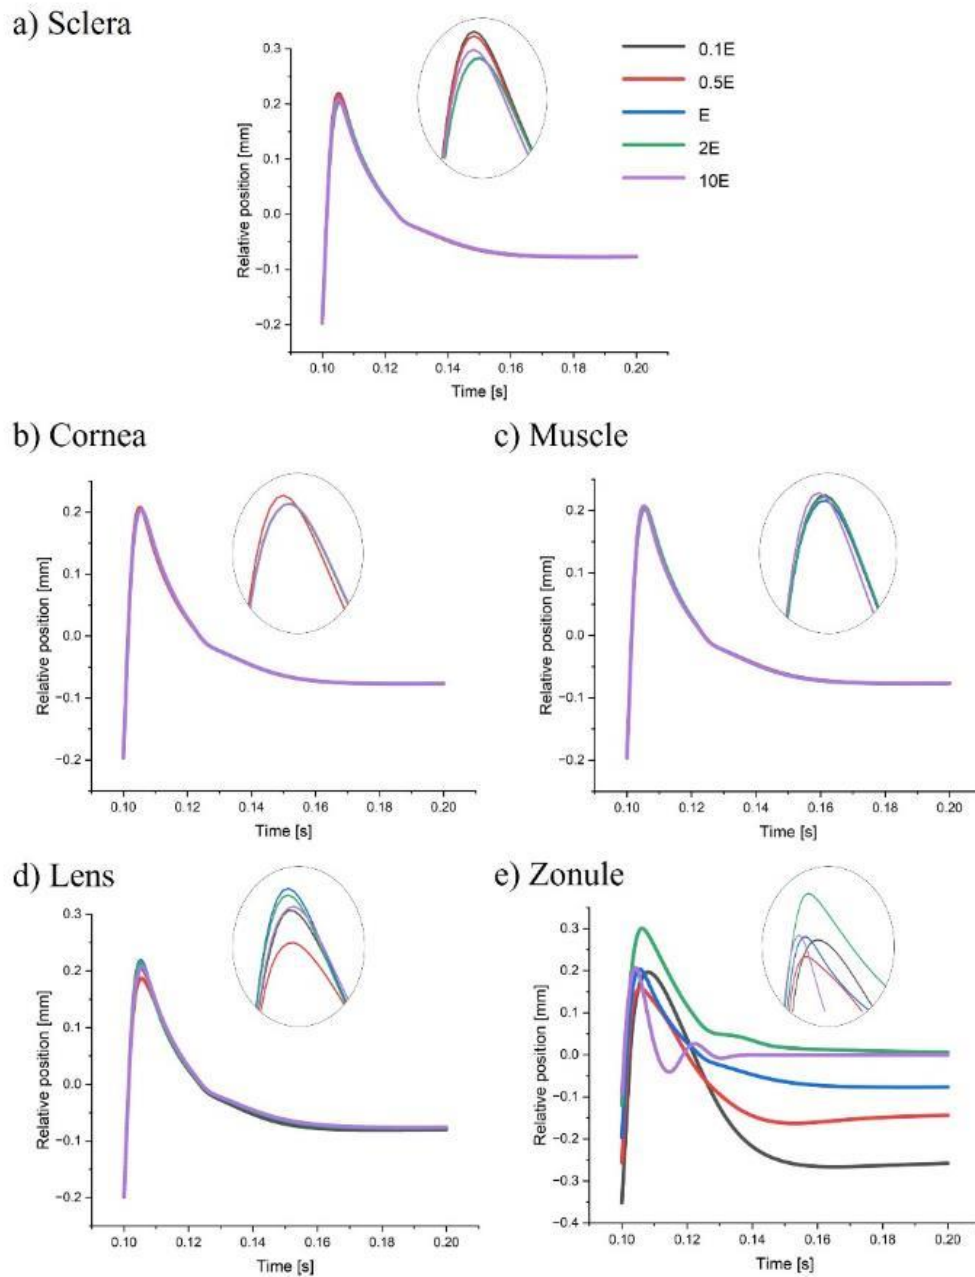 a) Sclera
0.3
0.2
0.1
0.0
−0.1
−0.2
Relative position [mm]
0.10 0.12 0.14 0.16 0.18 0.20
Time [s]
0.1E
0.5E
E
2E
10E
b) Cornea
0.2
0.1
0.0
−0.1
−0.2
Relative position [mm]
0.10 0.12 0.14 0.16 0.18 0.20
Time [s]
c) Muscle
0.2
0.1
0.0
−0.1
−0.2
Relative position [mm]
0.10 0.12 0.14 0.16 0.18 0.20
Time [s]
d) Lens
0.3
0.2
0.1
0.0
−0.1
−0.2
Relative position [mm]
0.10 0.12 0.14 0.16 0.18 0.20
Time [s]
e) Zonule
0.4
0.3
0.2
0.1
0.0
−0.1
−0.2
−0.3
−0.4
Relative position [mm]
0.10 0.12 0.14 0.16 0.18 0.20
Time [s]